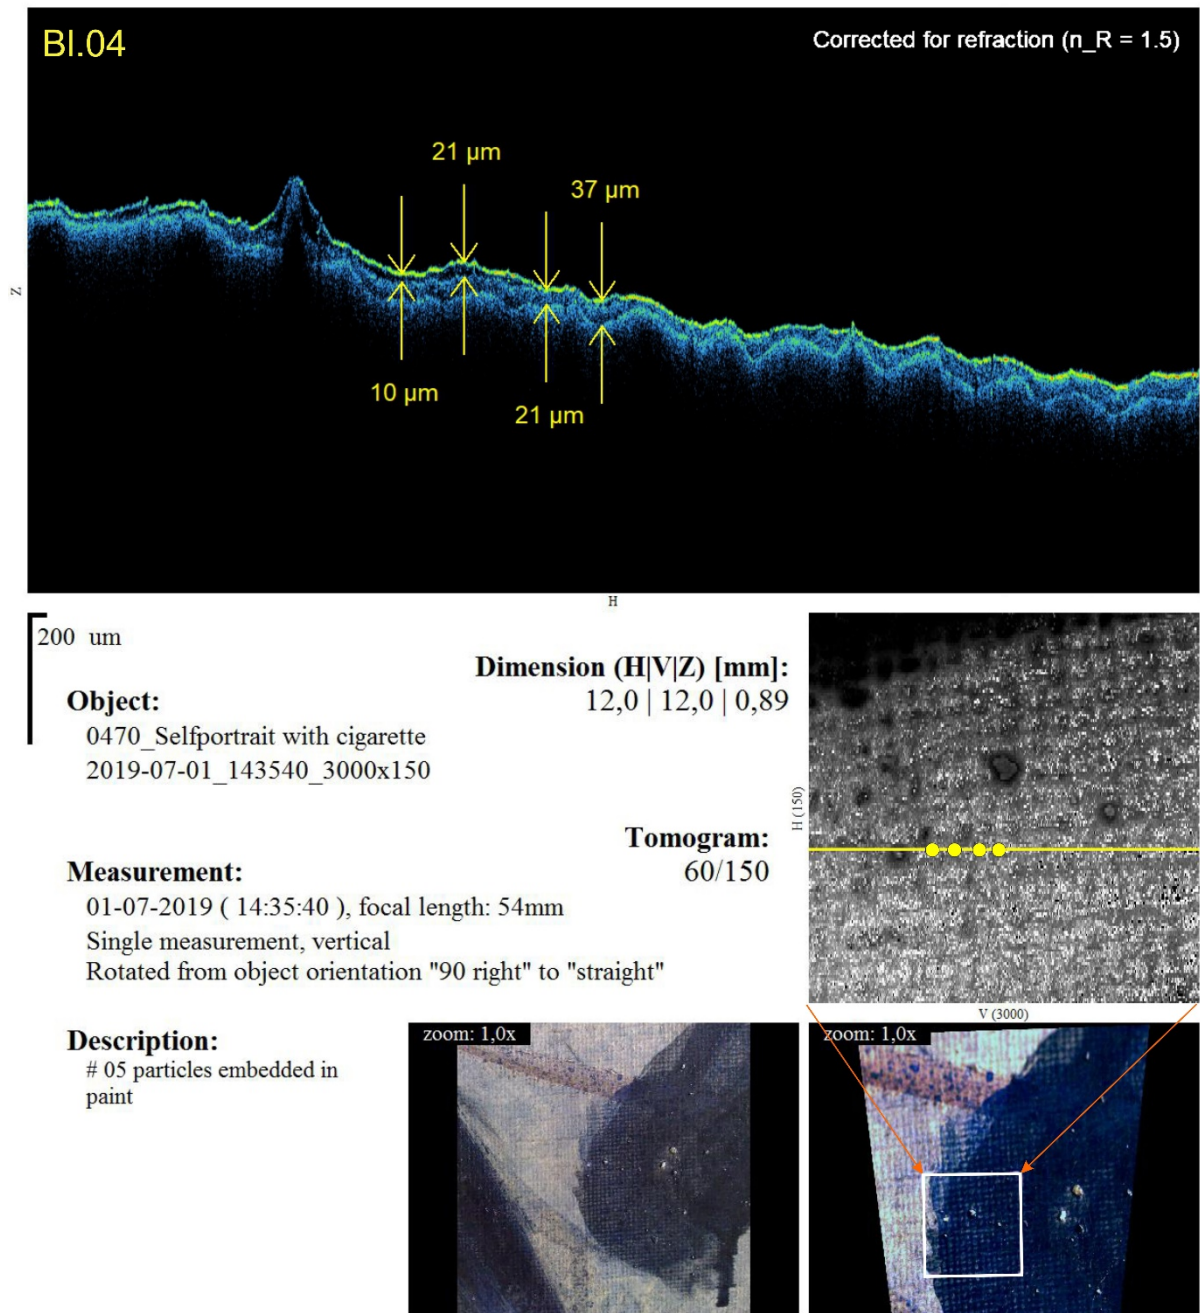 Bl.04
Corrected for refraction (n_R = 1.5)
21 µm
37 µm
10 µm
21 µm
Z
H
200 um
Dimension (H|V|Z) [mm]:
12,0 | 12,0 | 0,89
Object:
0470_Selfportrait with cigarette
2019-07-01_143540_3000x150
Tomogram:
60/150
Measurement:
01-07-2019 ( 14:35:40 ), focal length: 54mm
Single measurement, vertical
Rotated from object orientation "90 right" to "straight"
H (150)
V (3000)
Description:
# 05 particles embedded in
paint
zoom: 1,0x
zoom: 1,0x